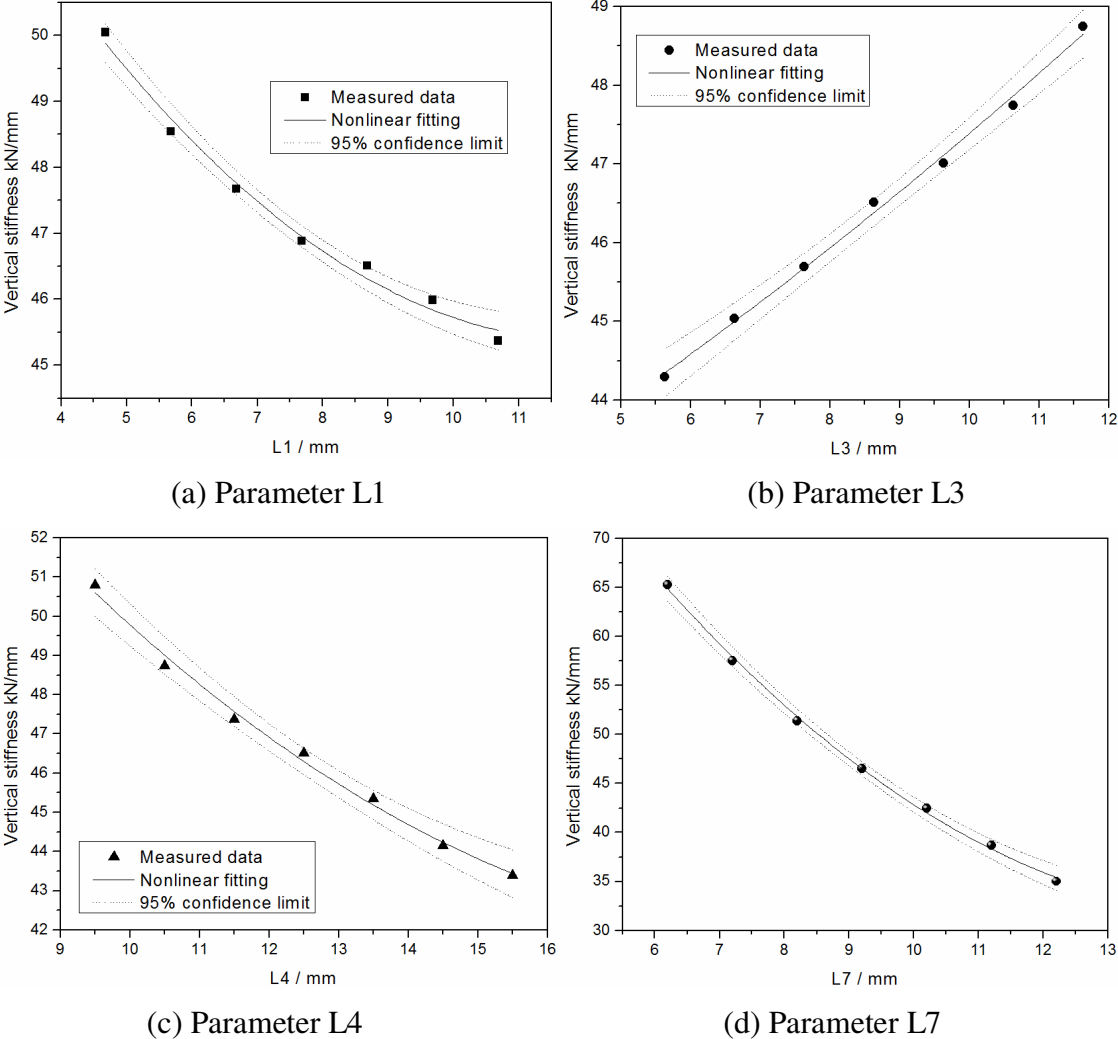 50
49
48
47
46
45
Vertical stiffness kN/mm
Measured data
Nonlinear fitting
95% confidence limit
4 5 6 7 8 9 10 11
L1 / mm
(a) Parameter L1
49
48
47
46
45
44
Vertical stiffness kN/mm
Measured data
Nonlinear fitting
95% confidence limit
5 6 7 8 9 10 11 12
L3 / mm
(b) Parameter L3
52
51
50
49
48
47
46
45
44
43
42
Vertical stiffness kN/mm
Measured data
Nonlinear fitting
95% confidence limit
9 10 11 12 13 14 15 16
L4 / mm
(c) Parameter L4
70
65
60
55
50
45
40
35
30
Vertical stiffness kN/mm
6 7 8 9 10 11 12 13
L7 / mm
(d) Parameter L7